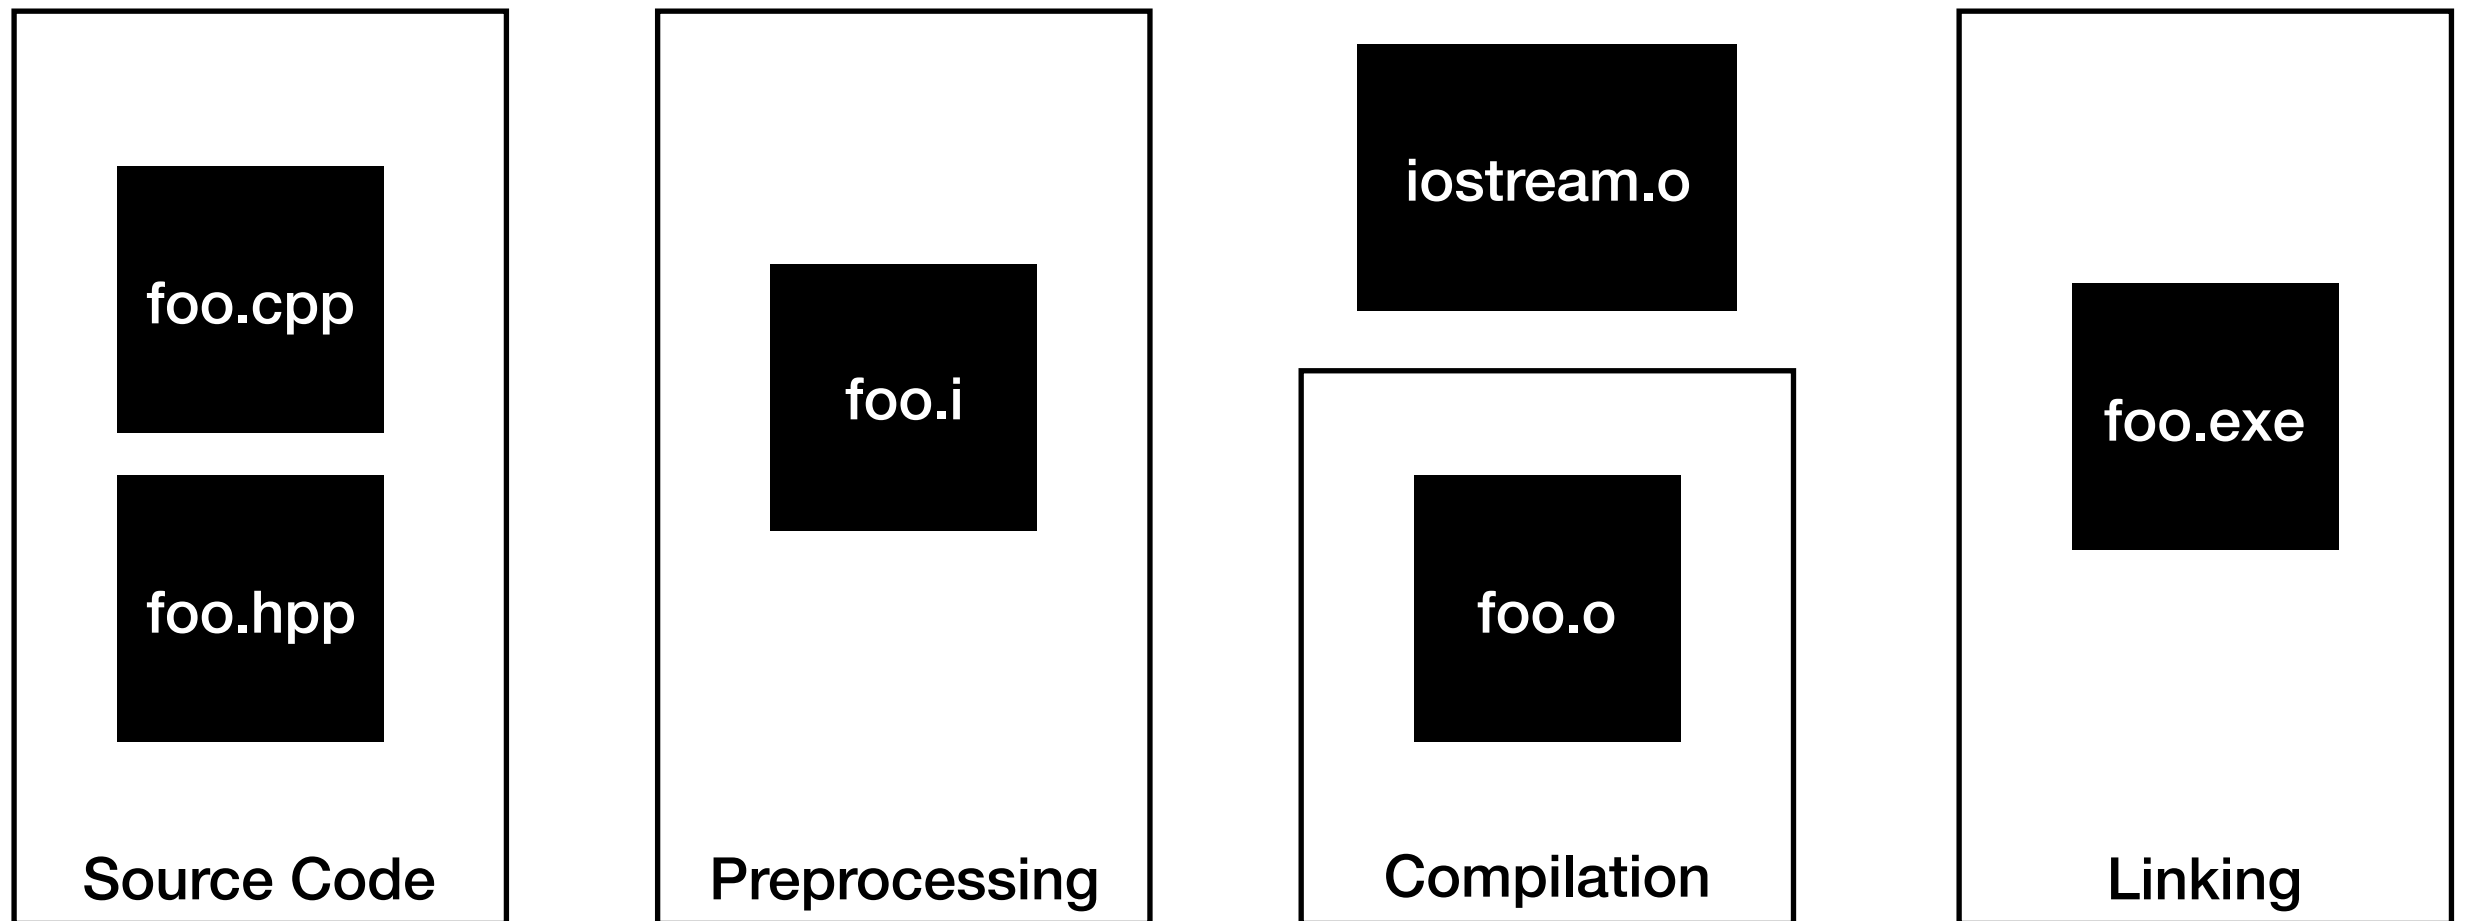 foo.cpp
foo.hpp
Source Code
foo.i
Preprocessing
iostream.o
foo.o
Compilation
foo.exe
Linking